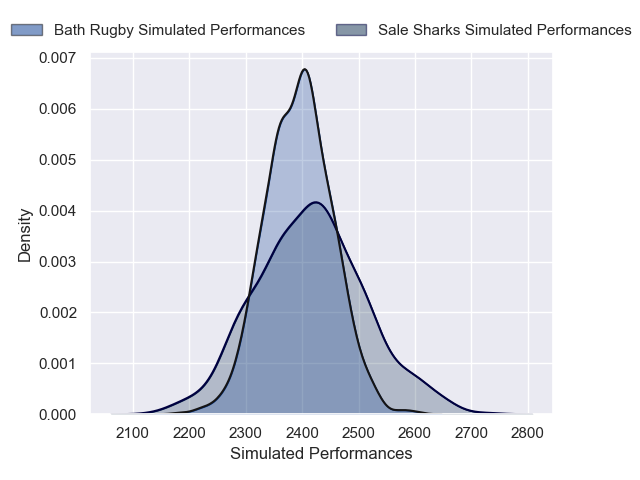 Bath Rugby Simulated Performances Sale Sharks Simulated Performances
0.007
0.006
0.005
0.004
0.003
0.002
0.001
0.000
Density
2100 2200 2300 2400 2500 2600 2700 2800
Simulated Performances